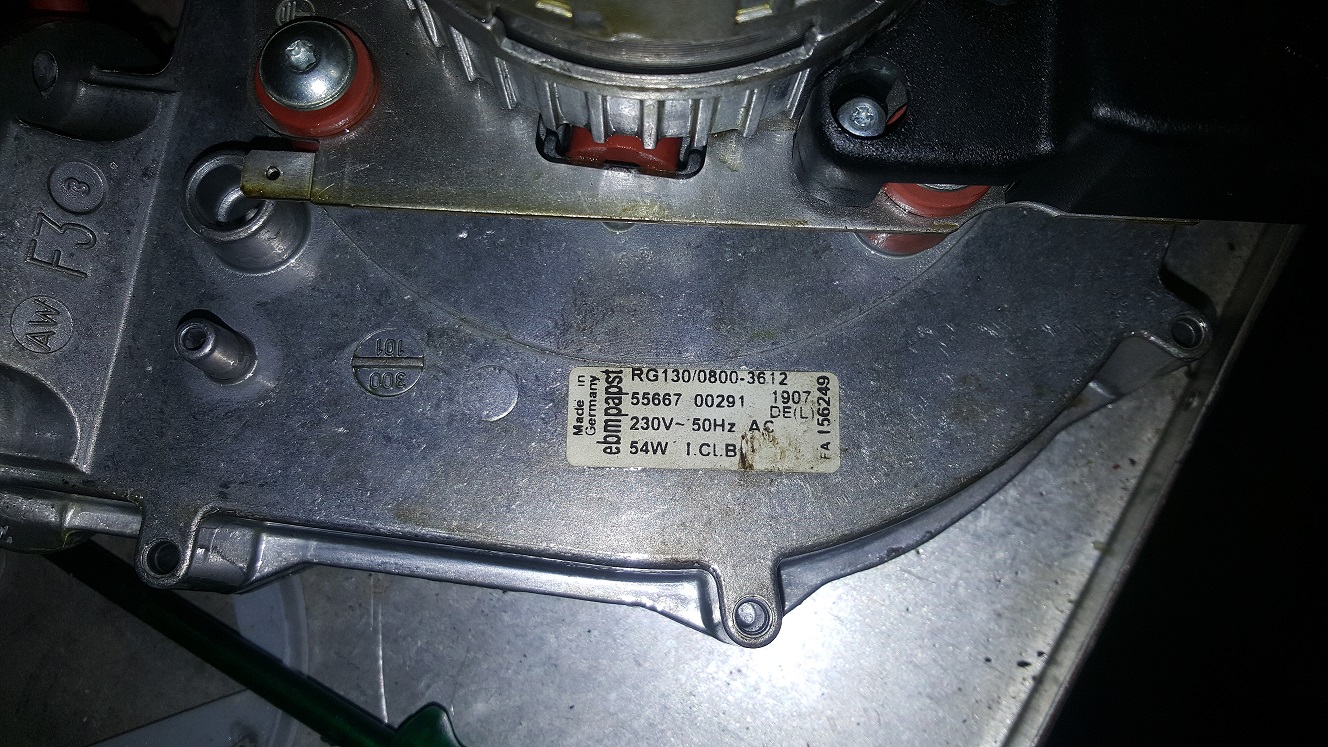 F3
3
AW
101
300
Made in
Germany
ebmpapst
RG130/0800-3612
55667 00291 1907
DE(L)
230V~ 50Hz AC
54W I.Cl.B
FA 156249